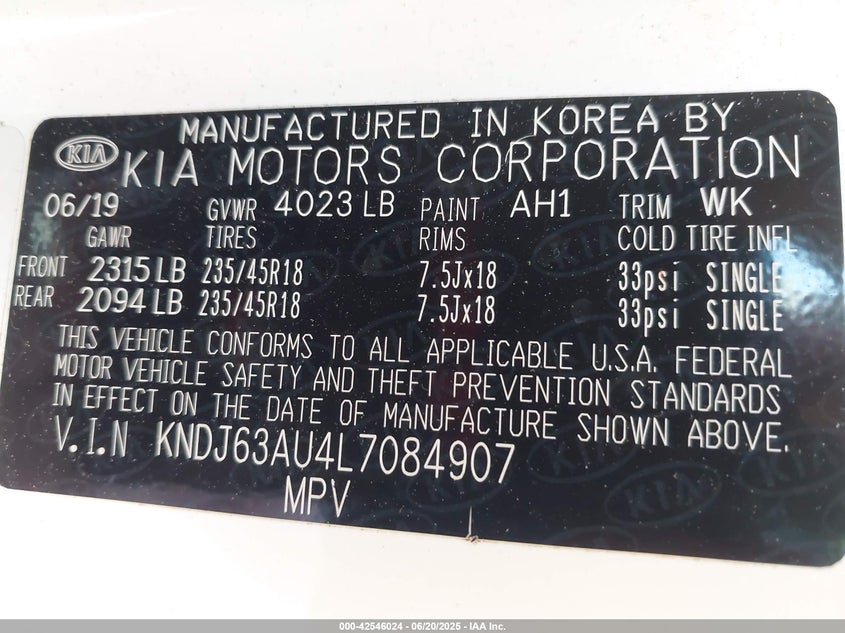 MANUFACTURED IN KOREA BY
KIA KIA MOTORS CORPORATION
06/19 GVWR 4023 LB PAINT AH1 TRIM WK
GAWR TIRES RIMS COLD TIRE INFL
FRONT 2315 LB 235/45R18 7.5Jx18 33psi SINGLE
REAR 2094 LB 235/45R18 7.5Jx18 33psi SINGLE
THIS VEHICLE CONFORMS TO ALL APPLICABLE U.S.A. FEDERAL
MOTOR VEHICLE SAFETY AND THEFT PREVENTION STANDARDS
IN EFFECT ON THE DATE OF MANUFACTURE SHOWN ABOVE.
V.I.N KNDJ63AU4L7084907
MPV
KIA
000-42546024 - 06/20/2025 - IAA Inc.